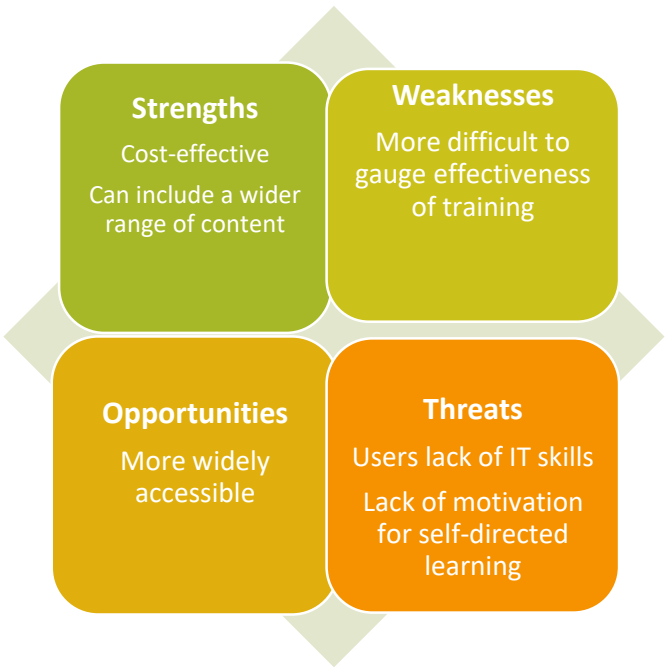 Strengths
Cost-effective
Can include a wider
range of content
Weaknesses
More difficult to
gauge effectiveness
of training
Opportunities
More widely
accessible
Threats
Users lack of IT skills
Lack of motivation
for self-directed
learning